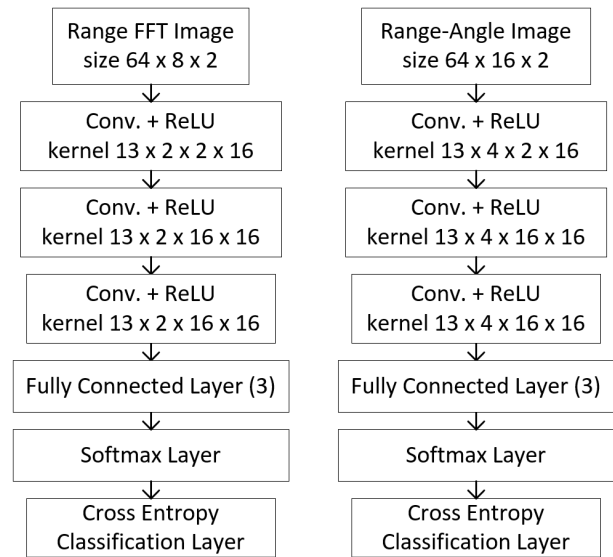 Range FFT Image
size 64 x 8 x 2
Conv. + ReLU
kernel 13 x 2 x 2 x 16
Conv. + ReLU
kernel 13 x 2 x 16 x 16
Conv. + ReLU
kernel 13 x 2 x 16 x 16
Fully Connected Layer (3)
Softmax Layer
Cross Entropy
Classification Layer
Range-Angle Image
size 64 x 16 x 2
Conv. + ReLU
kernel 13 x 4 x 2 x 16
Conv. + ReLU
kernel 13 x 4 x 16 x 16
Conv. + ReLU
kernel 13 x 4 x 16 x 16
Fully Connected Layer (3)
Softmax Layer
Cross Entropy
Classification Layer